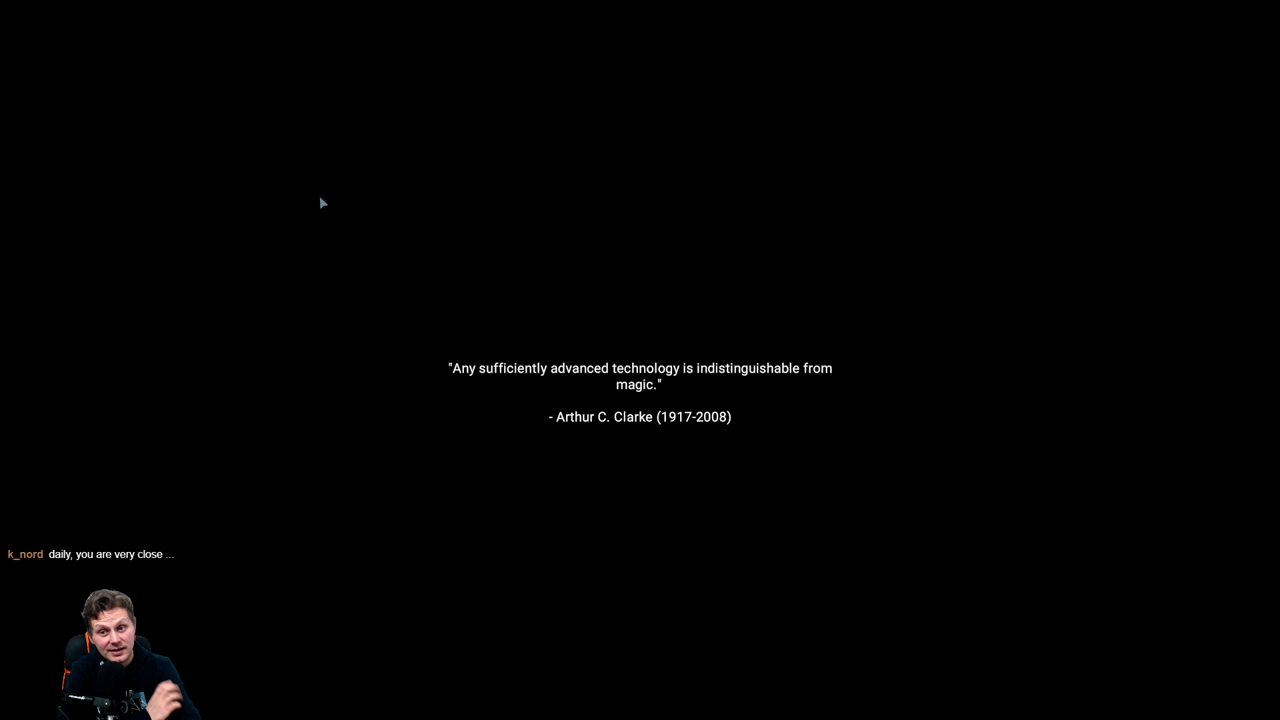 "Any sufficiently advanced technology is indistinguishable from
magic."
- Arthur C. Clarke (1917-2008)
k_nord daily, you are very close ...